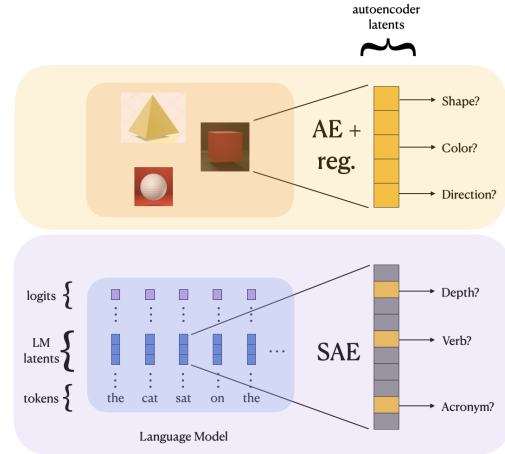 autoencoder
latents
AE +
reg.
Shape?
Color?
Direction?
logits
LM
latents
tokens
the cat sat on the
...
Language Model
SAE
Depth?
Verb?
Acronym?